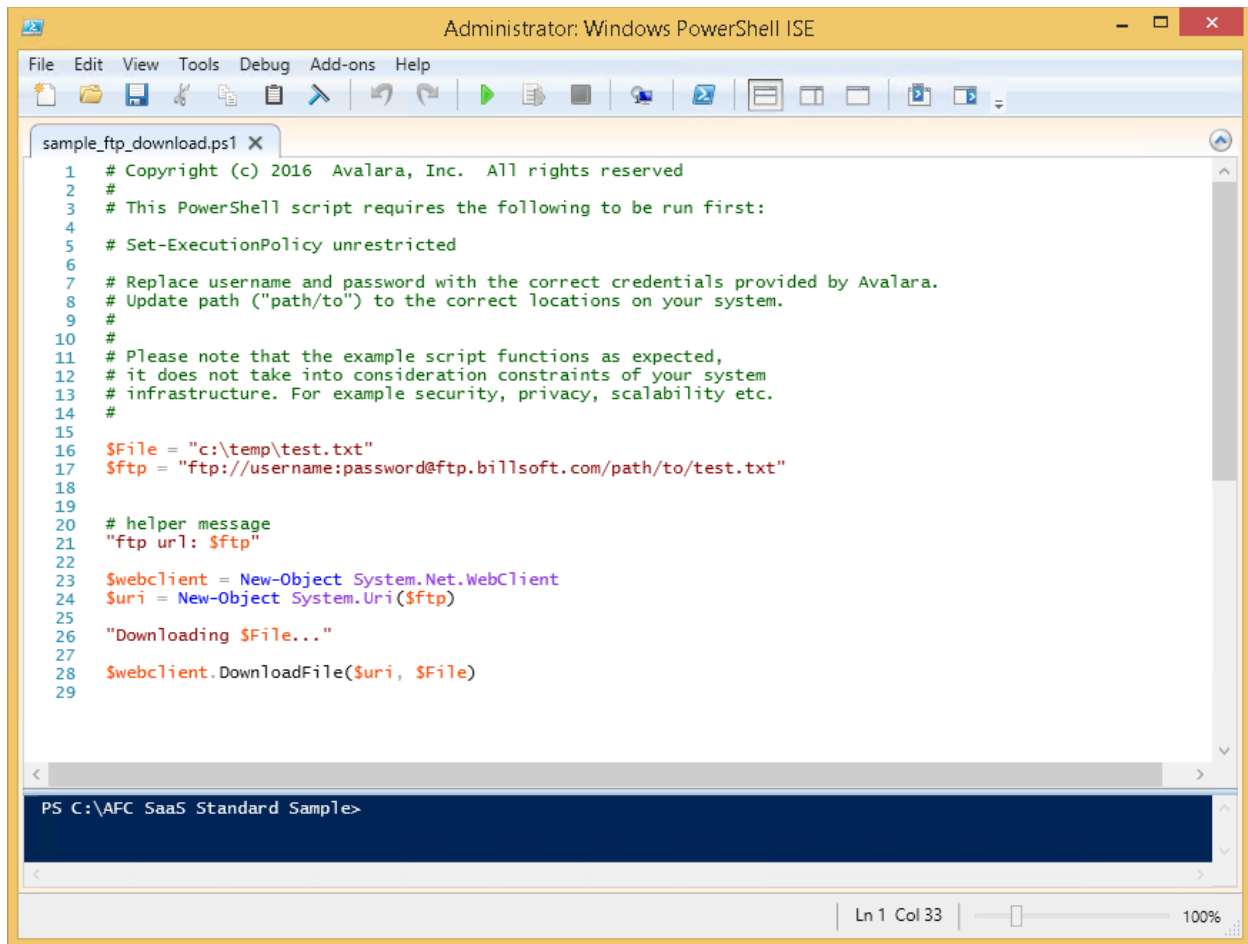 Administrator: Windows PowerShell ISE
File Edit View Tools Debug Add-ons Help
sample_ftp_download.ps1
1 # Copyright (c) 2016  Avalara, Inc.  All rights reserved
2 #
3 # This PowerShell script requires the following to be run first:
4
5 # Set-ExecutionPolicy unrestricted
6
7 # Replace username and password with the correct credentials provided by Avalara.
8 # Update path ("path/to") to the correct locations on your system.
9 #
10 #
11 # Please note that the example script functions as expected,
12 # it does not take into consideration constraints of your system
13 # infrastructure. For example security, privacy, scalability etc.
14 #
15
16 $File = "c:\temp\test.txt"
17 $ftp = "ftp://username:password@ftp.billsoft.com/path/to/test.txt"
18
19
20 # helper message
21 "ftp url: $ftp"
22
23 $webclient = New-Object System.Net.WebClient
24 $uri = New-Object System.Uri($ftp)
25
26 "Downloading $File..."
27
28 $webclient.DownloadFile($uri, $File)
29
PS C:\AFC SaaS Standard Sample>
Ln 1 Col 33 100%